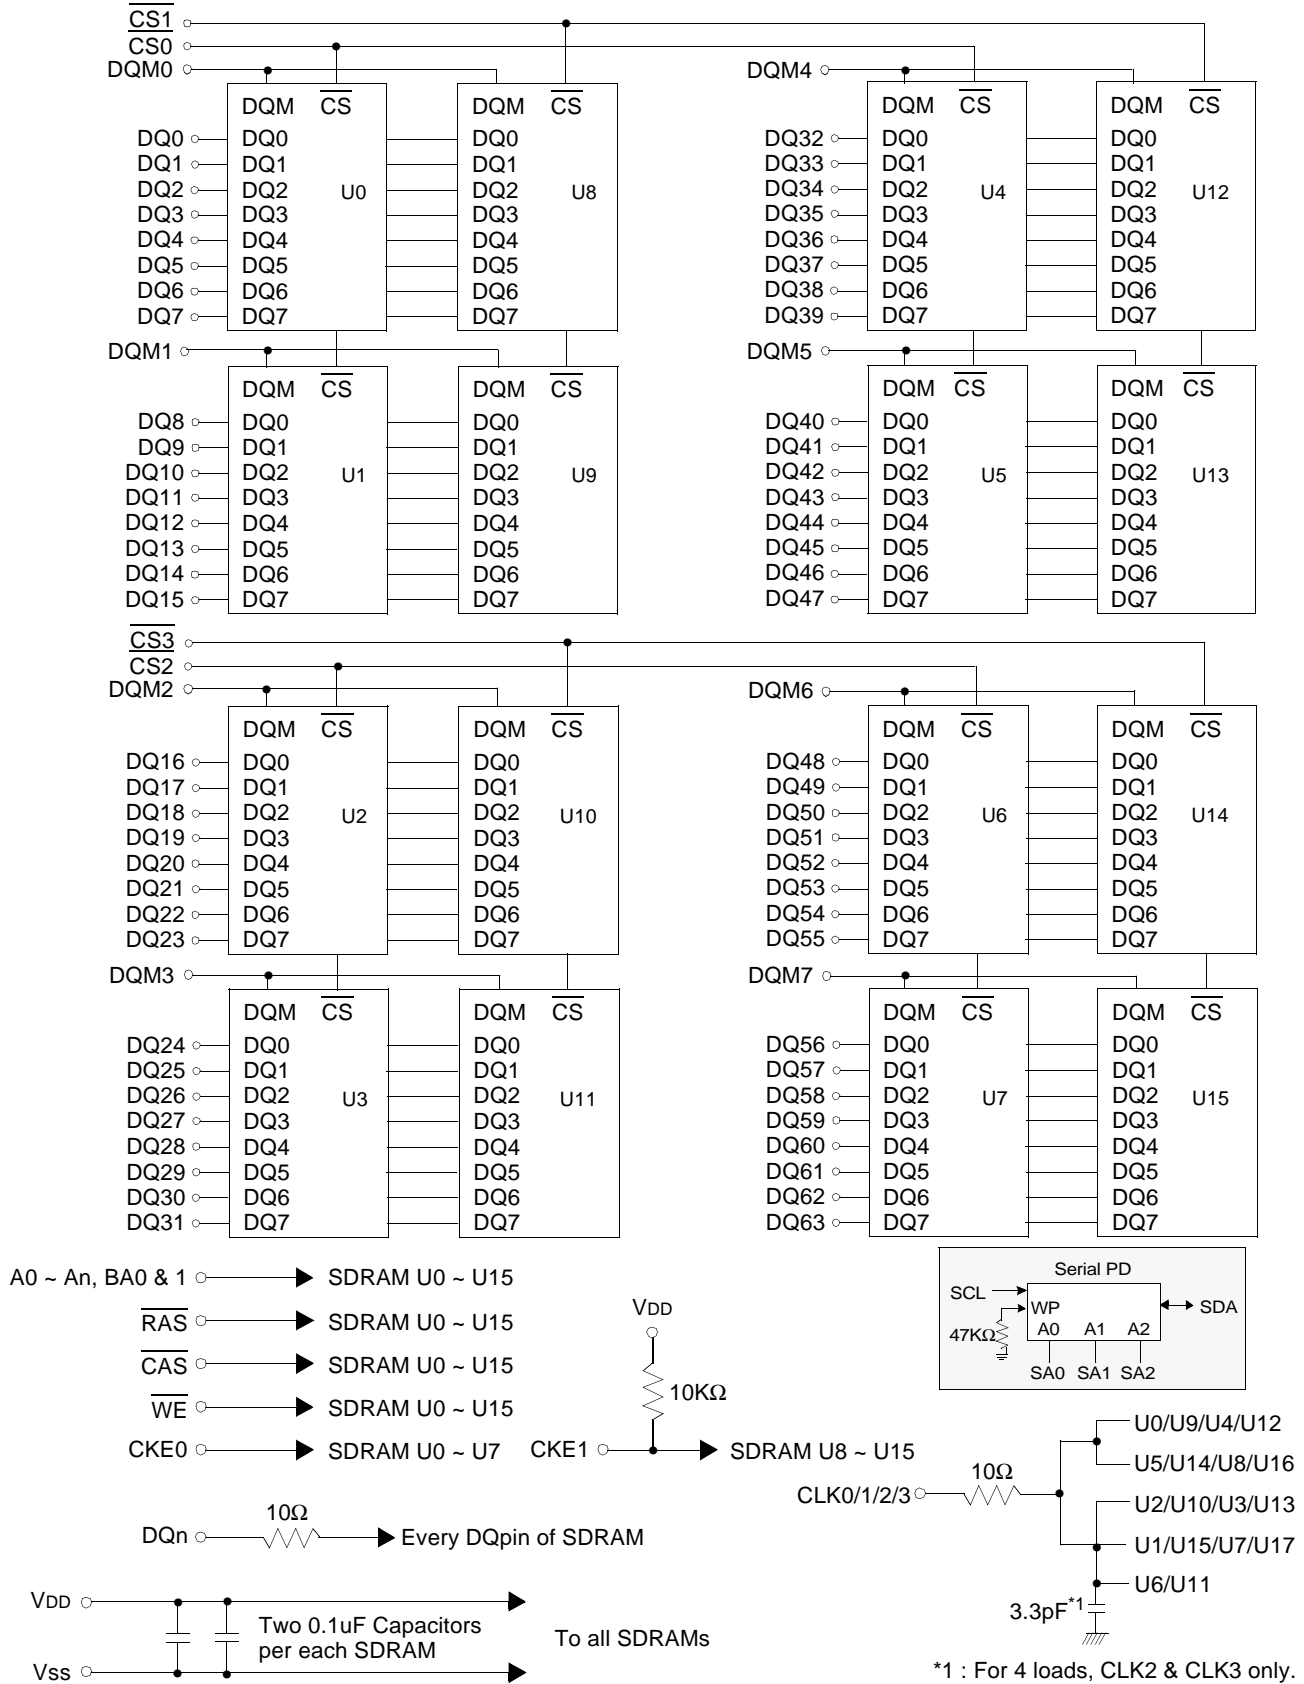 CS1
CS0
DQM0 DQM4
DQM CS DQM CS DQM CS DQM CS
DQ0 DQ0 DQ0 DQ32 DQ0 DQ0
DQ1 DQ1 DQ1 DQ33 DQ1 DQ1
DQ2 DQ2 U0 DQ2 U8 DQ34 DQ2 U4 DQ2 U12
DQ3 DQ3 DQ3 DQ35 DQ3 DQ3
DQ4 DQ4 DQ4 DQ36 DQ4 DQ4
DQ5 DQ5 DQ5 DQ37 DQ5 DQ5
DQ6 DQ6 DQ6 DQ38 DQ6 DQ6
DQ7 DQ7 DQ7 DQ39 DQ7 DQ7
DQM1 DQM5
DQM CS DQM CS DQM CS DQM CS
DQ8 DQ0 DQ0 DQ40 DQ0 DQ0
DQ9 DQ1 DQ1 DQ41 DQ1 DQ1
DQ10 DQ2 U1 DQ2 U9 DQ42 DQ2 U5 DQ2 U13
DQ11 DQ3 DQ3 DQ43 DQ3 DQ3
DQ12 DQ4 DQ4 DQ44 DQ4 DQ4
DQ13 DQ5 DQ5 DQ45 DQ5 DQ5
DQ14 DQ6 DQ6 DQ46 DQ6 DQ6
DQ15 DQ7 DQ7 DQ47 DQ7 DQ7
CS3
CS2
DQM2 DQM6
DQM CS DQM CS DQM CS DQM CS
DQ16 DQ0 DQ0 DQ48 DQ0 DQ0
DQ17 DQ1 DQ1 DQ49 DQ1 DQ1
DQ18 DQ2 U2 DQ2 U10 DQ50 DQ2 U6 DQ2 U14
DQ19 DQ3 DQ3 DQ51 DQ3 DQ3
DQ20 DQ4 DQ4 DQ52 DQ4 DQ4
DQ21 DQ5 DQ5 DQ53 DQ5 DQ5
DQ22 DQ6 DQ6 DQ54 DQ6 DQ6
DQ23 DQ7 DQ7 DQ55 DQ7 DQ7
DQM3 DQM7
DQM CS DQM CS DQM CS DQM CS
DQ24 DQ0 DQ0 DQ56 DQ0 DQ0
DQ25 DQ1 DQ1 DQ57 DQ1 DQ1
DQ26 DQ2 U3 DQ2 U11 DQ58 DQ2 U7 DQ2 U15
DQ27 DQ3 DQ3 DQ59 DQ3 DQ3
DQ28 DQ4 DQ4 DQ60 DQ4 DQ4
DQ29 DQ5 DQ5 DQ61 DQ5 DQ5
DQ30 DQ6 DQ6 DQ62 DQ6 DQ6
DQ31 DQ7 DQ7 DQ63 DQ7 DQ7
A0 ~ An, BA0 & 1 SDRAM U0 ~ U15
RAS SDRAM U0 ~ U15
CAS SDRAM U0 ~ U15
WE SDRAM U0 ~ U15
CKE0 SDRAM U0 ~ U7
VDD
10KΩ
CKE1 SDRAM U8 ~ U15
Serial PD
SCL
WP SDA
47KΩ A0 A1 A2
SA0 SA1 SA2
U0/U9/U4/U12
U5/U14/U8/U16
10Ω
CLK0/1/2/3
U2/U10/U3/U13
U1/U15/U7/U17
U6/U11
3.3pF*1
10Ω
DQn Every DQpin of SDRAM
VDD
Two 0.1uF Capacitors
per each SDRAM
To all SDRAMs
Vss
*1 : For 4 loads, CLK2 & CLK3 only.